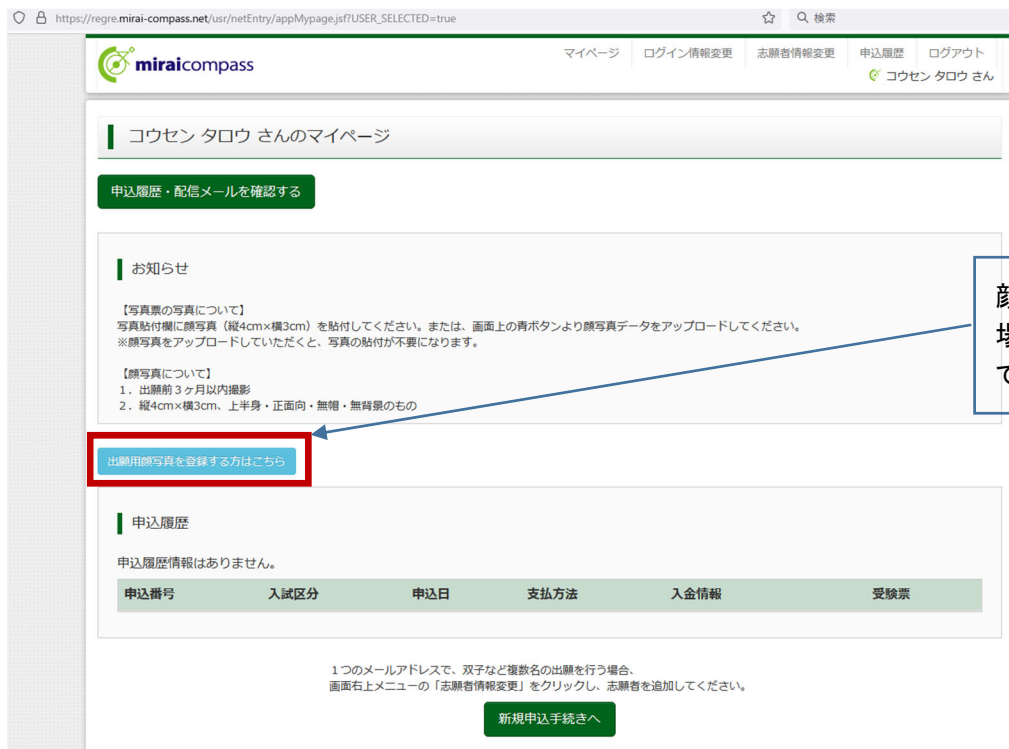 https://regre.mirai-compass.net/usr/netEntry/appMypage.jsf?USER_SELECTED=true
検索
miraicompass
マイページ ログイン情報変更 志願者情報変更 申込履歴 ログアウト
コウセン タロウ さん
コウセン タロウ さんのマイページ
申込履歴・配信メールを確認する
お知らせ
【写真票の写真について】
写真貼付欄に顔写真（縦4cm×横3cm）を貼付してください。または、画面上の青ボタンより顔写真データをアップロードしてください。
※顔写真をアップロードしていただくと、写真の貼付が不要になります。
【顔写真について】
1．出願前３ヶ月以内撮影
2．縦4cm×横3cm、上半身・正面向・無帽・無背景のもの
場
て
出願用顔写真を登録する方はこちら
申込履歴
申込履歴情報はありません。
申込番号 入試区分 申込日 支払方法 入金情報 受験票
１つのメールアドレスで、双子など複数名の出願を行う場合、
画面右上メニューの「志願者情報変更」をクリックし、志願者を追加してください。
新規申込手続きへ